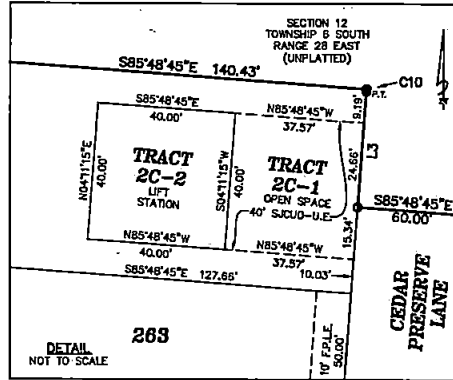 SECTION 12
TOWNSHIP 6 SOUTH
RANGE 28 EAST
(UNPLATTED)
S85°48'45"E 140.43'
C10
P.T.
9.19'
S85°48'45"E
40.00'
N85°48'45"W
37.57'
N04°11'15"E
40.00'
TRACT
2C-2
LIFT
STATION
S04°11'15"W
40.00'
TRACT
2C-1
OPEN SPACE
40' SJCUD-U.E.
24.66'
L3
S85°48'45"E
60.00'
15.34'
N85°48'45"W
40.00'
N85°48'45"W
37.57'
10.03'
S85°48'45"E 127.66'
263
10' F.P.L.E.
50.00'
CEDAR
PRESERVE
LANE
DETAIL
NOT TO SCALE